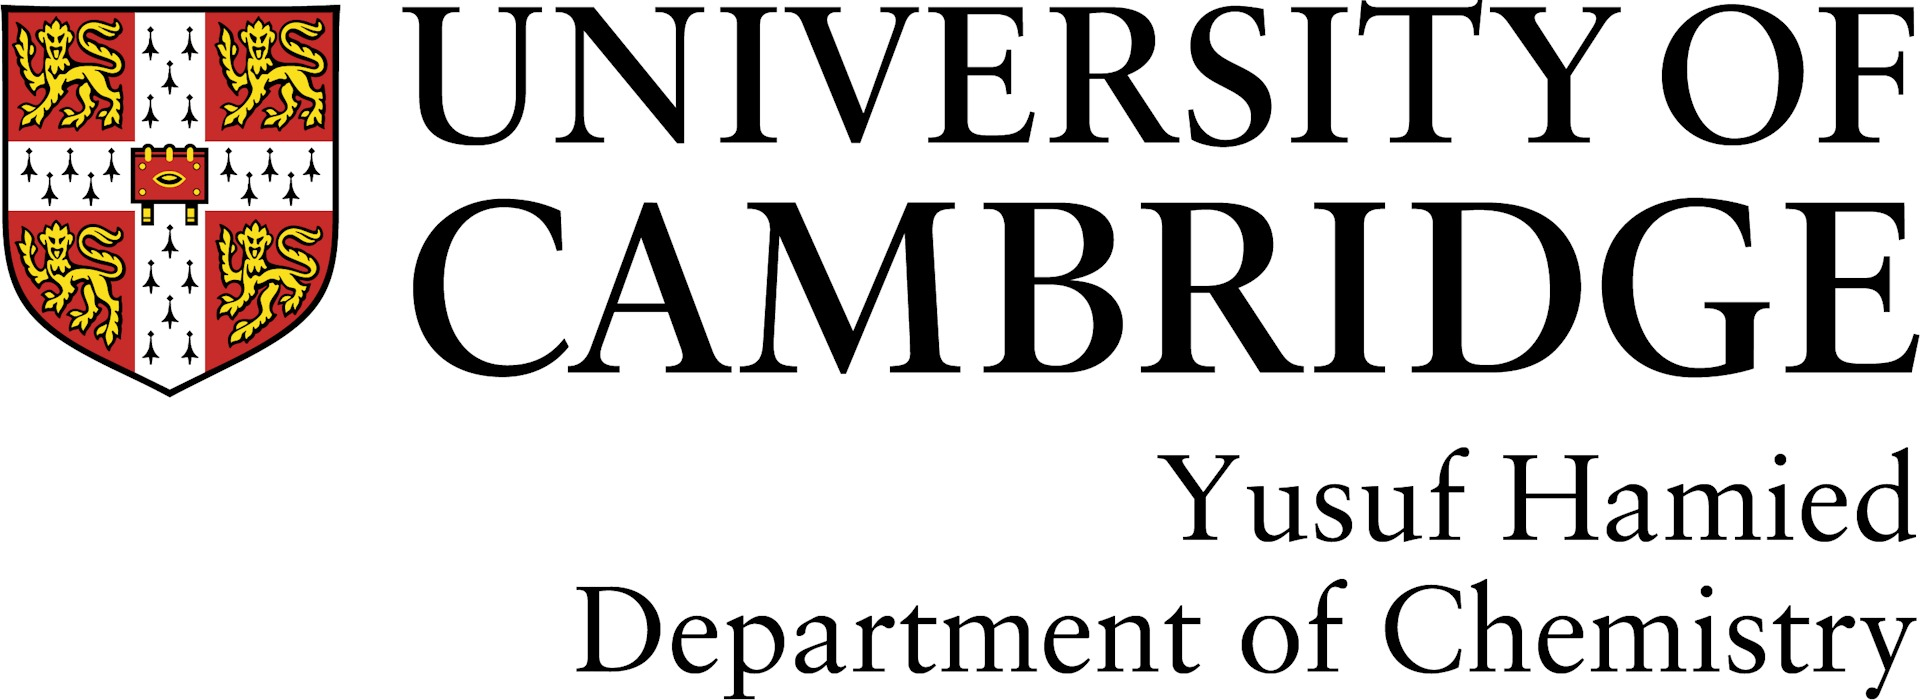 UNIVERSITY OF
CAMBRIDGE
Yusuf Hamied
Department of Chemistry